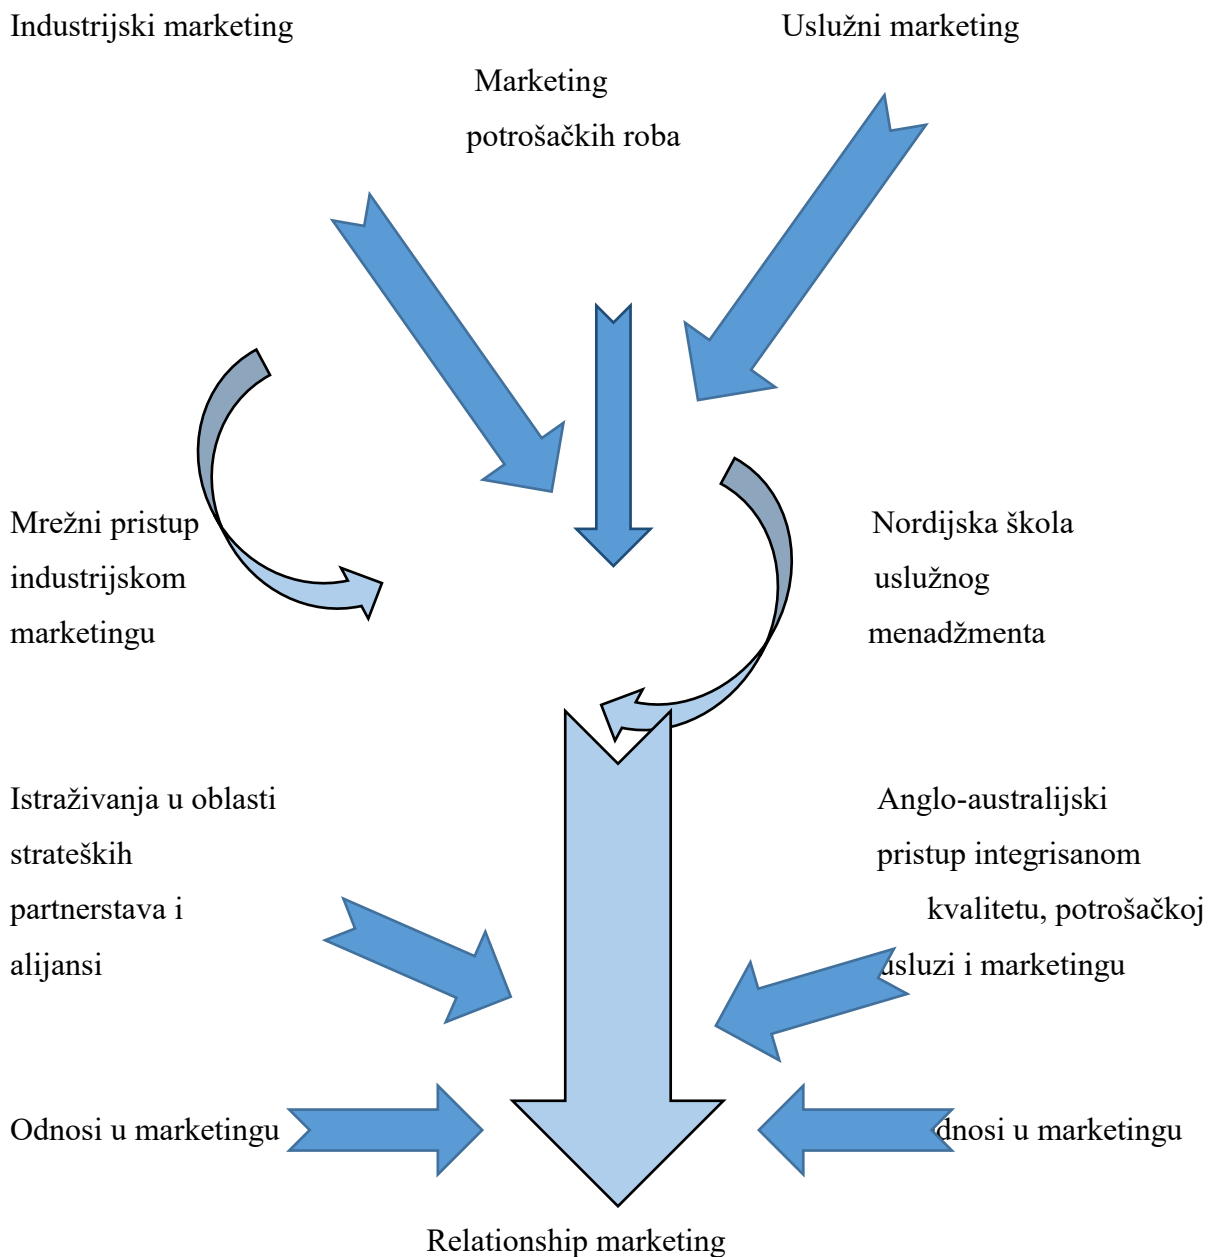 Industrijski marketing
Uslužni marketing
Marketing
potrošačkih roba
Mrežni pristup
industrijskom
marketingu
Nordijska škola
uslužnog
menadžmenta
Istraživanja u oblasti
strateških
partnerstava i
alijansi
Anglo-australijski
pristup integrisanom
kvalitetu, potrošačkoj
usluzi i marketingu
Odnosi u marketingu
dnosi u marketingu
Relationship marketing